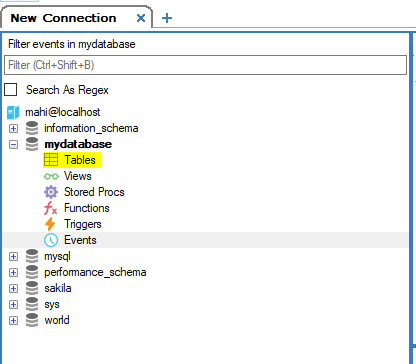 New Connection
Filter events in mydatabase
Filter (Ctrl+Shift+B)
Search As Regex
mahi@localhost
information_schema
mydatabase
Tables
Views
Stored Procs
Functions
Triggers
Events
mysql
performance_schema
sakila
sys
world